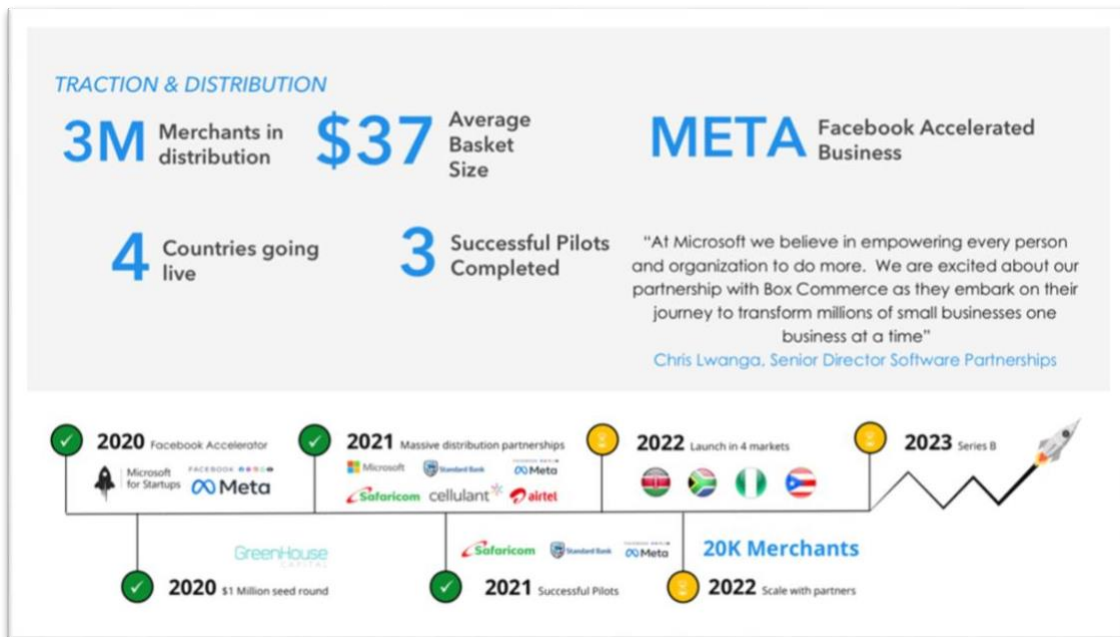 TRACTION & DISTRIBUTION
3M Merchants in
distribution
$37 Average
Basket
Size
META Facebook Accelerated
Business
4 Countries going
live
3 Successful Pilots
Completed
"At Microsoft we believe in empowering every person
and organization to do more. We are excited about our
partnership with Box Commerce as they embark on their
journey to transform millions of small businesses one
business at a time"
Chris Lwanga, Senior Director Software Partnerships
2020 Facebook Accelerator
Microsoft
for Startups
FACEBOOK
Meta
2021 Massive distribution partnerships
Microsoft
Standard Bank
Meta
Safaricom
cellulant
airtel
2022 Launch in 4 markets
2023 Series B
GreenHouse
CAPITAL
2020 $1 Million seed round
Safaricom
Standard Bank
Meta
2021 Successful Pilots
20K Merchants
2022 Scale with partners